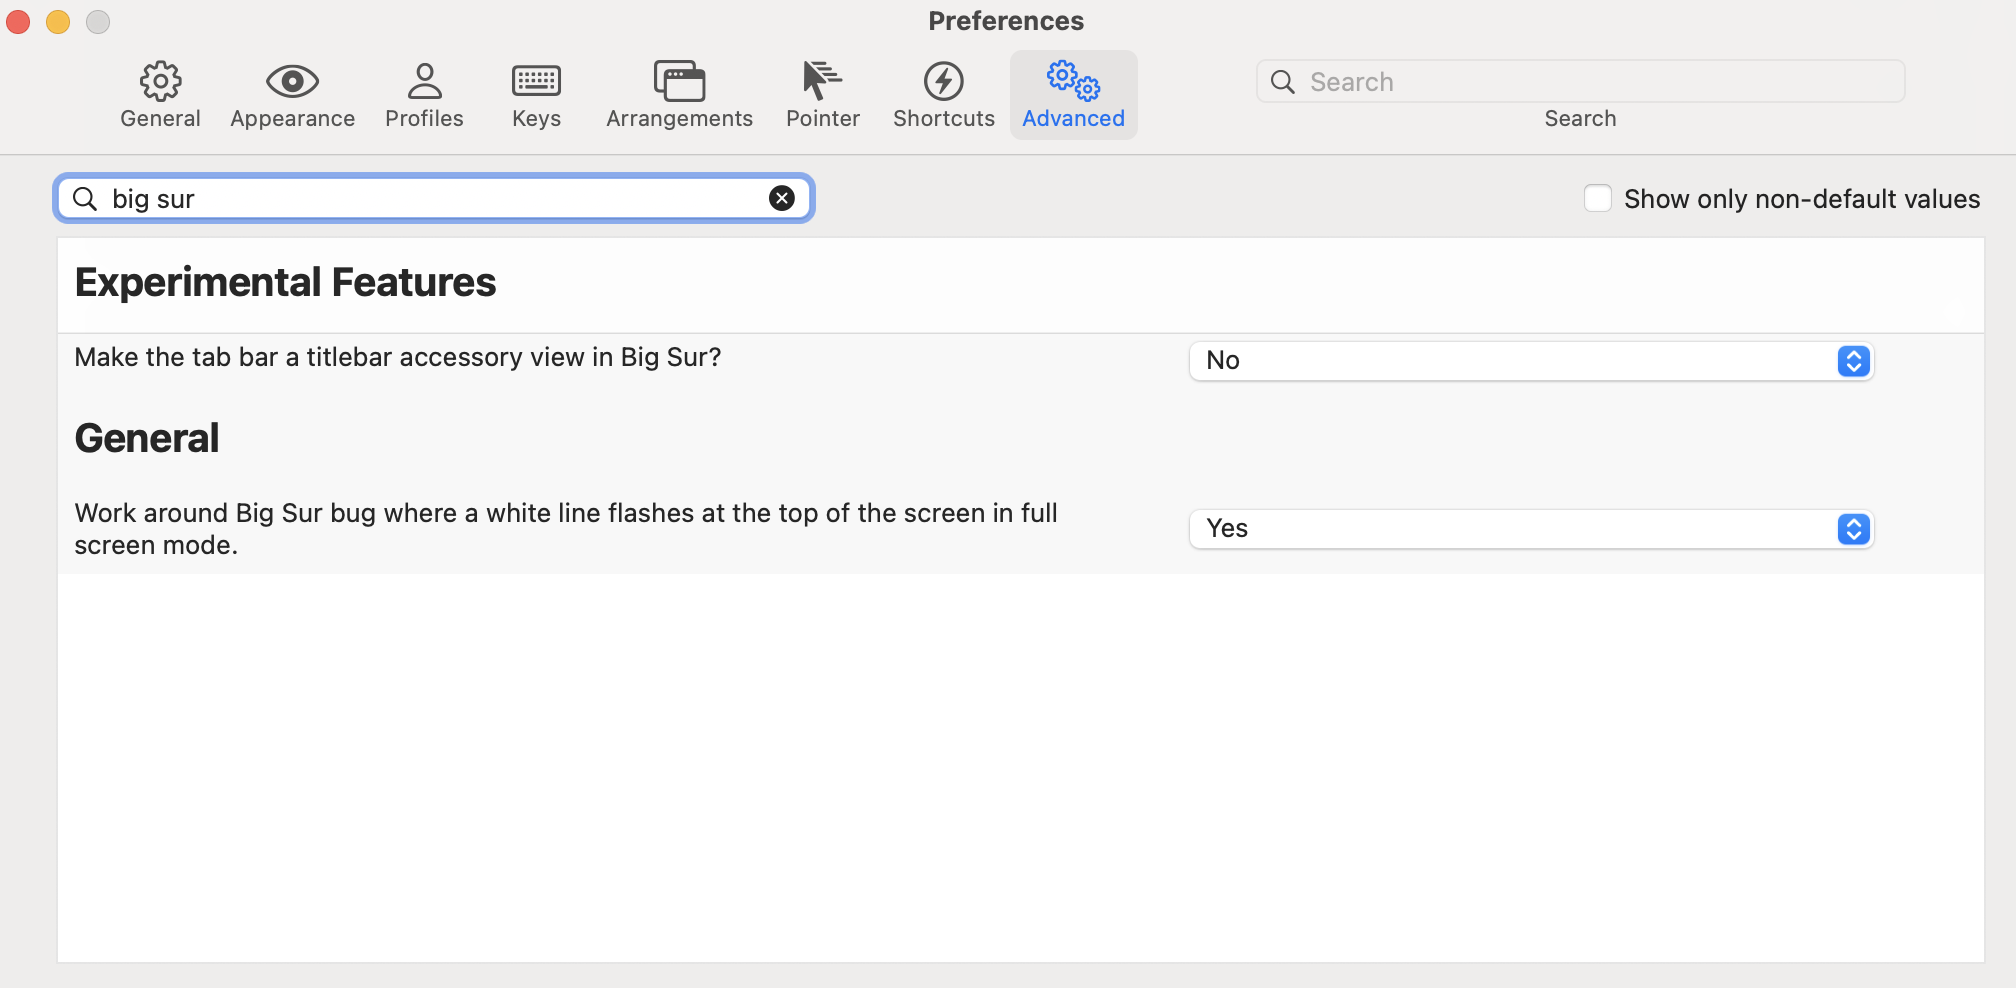 Preferences
General
Appearance
Profiles
Keys
Arrangements
Pointer
Shortcuts
Advanced
Search
Search
big sur
Show only non-default values
Experimental Features
Make the tab bar a titlebar accessory view in Big Sur?
No
General
Work around Big Sur bug where a white line flashes at the top of the screen in full
screen mode.
Yes